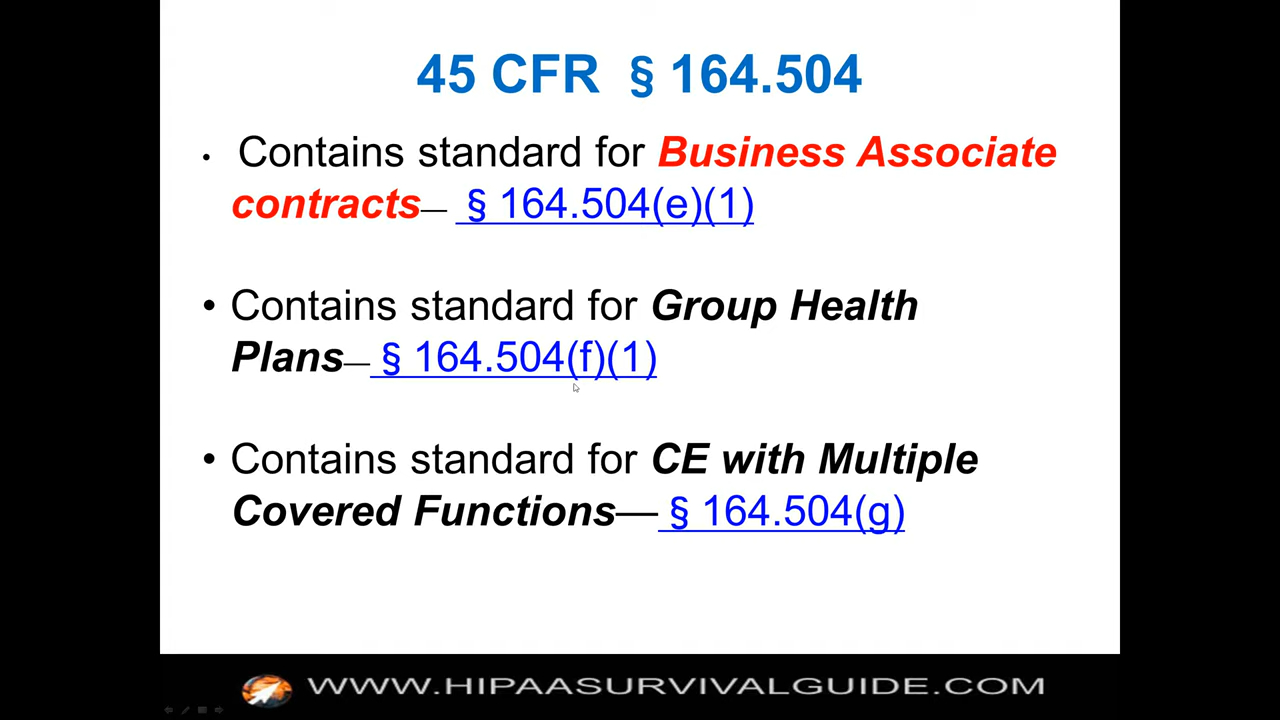 45 CFR § 164.504
• Contains standard for Business Associate
contracts— § 164.504(e)(1)
• Contains standard for Group Health
Plans— § 164.504(f)(1)
• Contains standard for CE with Multiple
Covered Functions— § 164.504(g)
WWW.HIPAASURVIVALGUIDE.COM